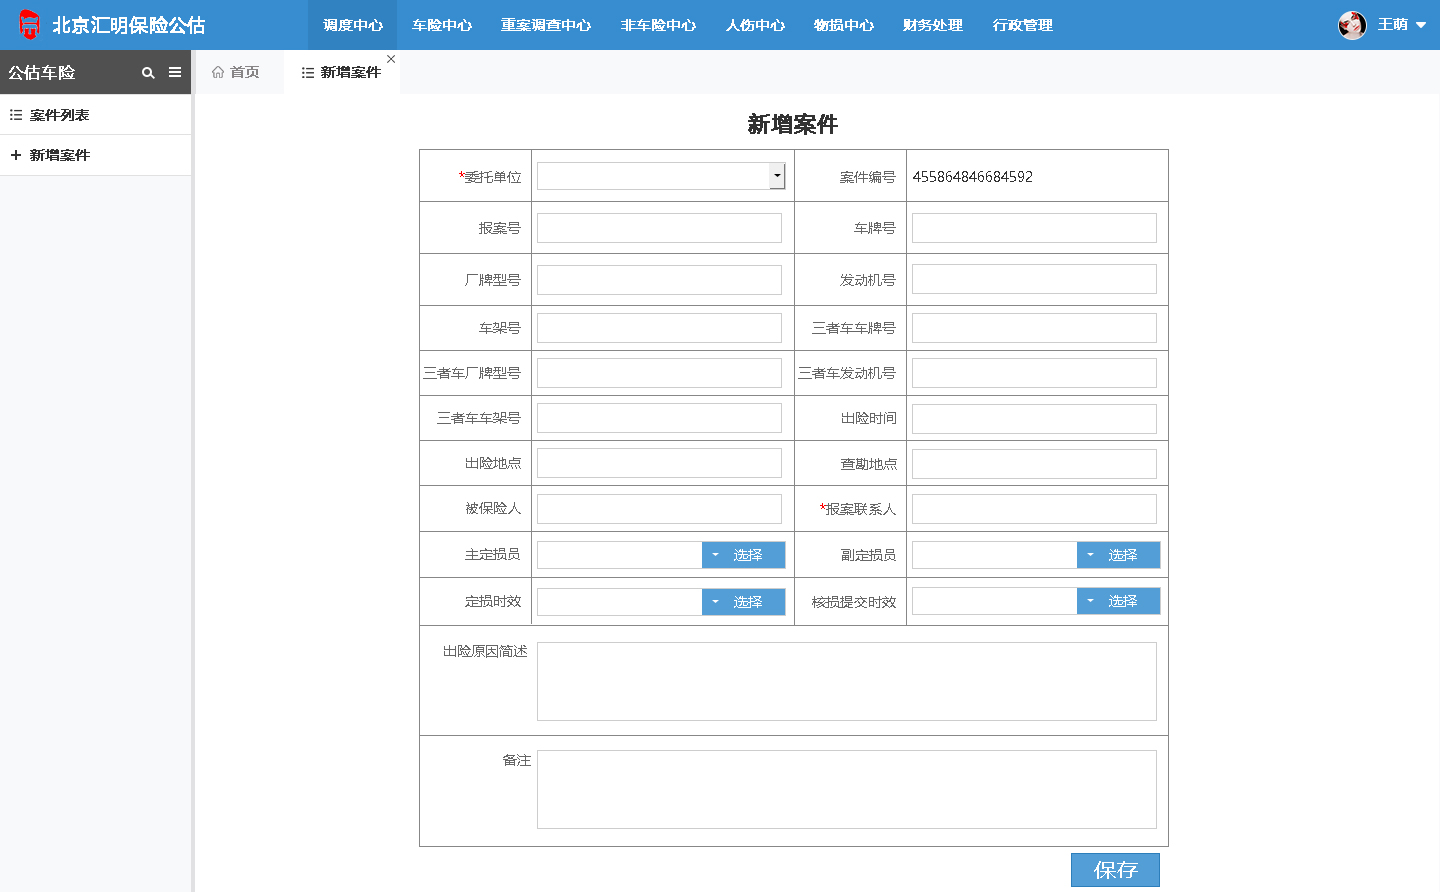 北京汇明保险公估 调度中心 车险中心 重案调查中心 非车险中心 人伤中心 物损中心 财务处理 行政管理 王萌
公估车险 首页 新增案件
案件列表
新增案件
新增案件
*委托单位 案件编号 455864846684592
报案号 车牌号
厂牌型号 发动机号
车架号 三者车车牌号
三者车厂牌型号 三者车发动机号
三者车车架号 出险时间
出险地点 查勘地点
被保险人 *报案联系人
主定损员 选择 副定损员 选择
定损时效 选择 核损提交时效 选择
出险原因简述
备注
保存